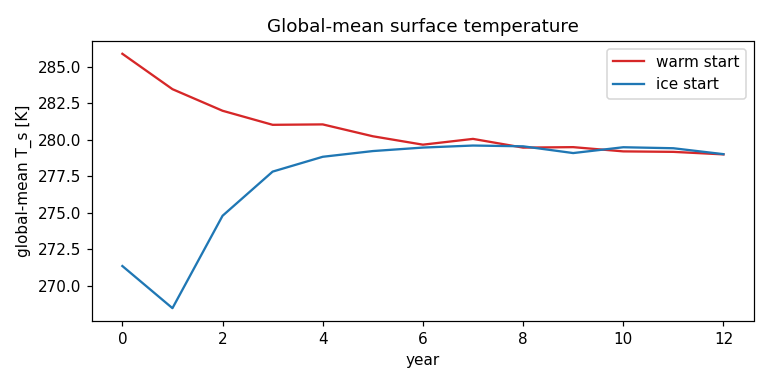 Global-mean surface temperature
global-mean T_s [K]
285.0
282.5
280.0
277.5
275.0
272.5
270.0
warm start
ice start
0 2 4 6 8 10 12
year